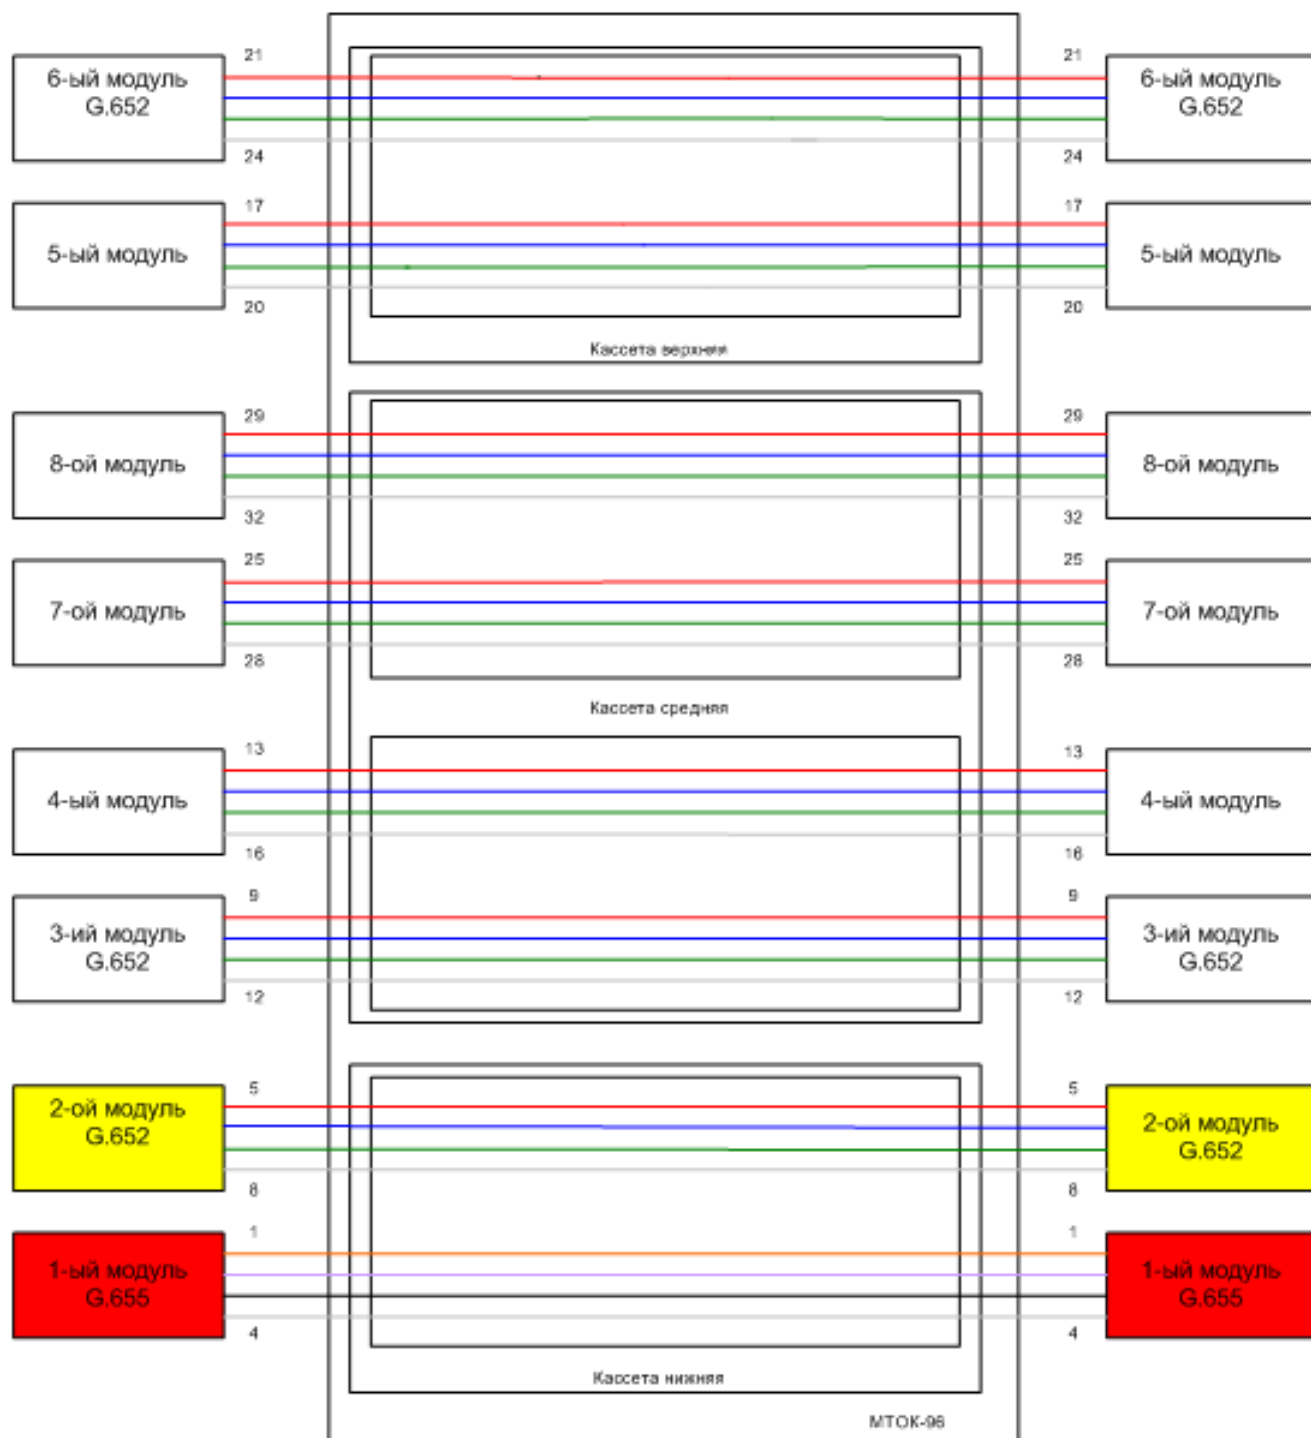 21
21
6-ый модуль
G.652
6-ый модуль
G.652
24
24
17
17
5-ый модуль
5-ый модуль
20
20
Кассета верхняя
29
29
8-ой модуль
8-ой модуль
32
32
25
25
7-ой модуль
7-ой модуль
28
28
Кассета средняя
13
13
4-ый модуль
4-ый модуль
16
16
9
9
3-ий модуль
G.652
3-ий модуль
G.652
12
12
5
5
2-ой модуль
G.652
2-ой модуль
G.652
8
8
1
1
1-ый модуль
G.655
1-ый модуль
G.655
4
4
Кассета нижняя
МТОК-96